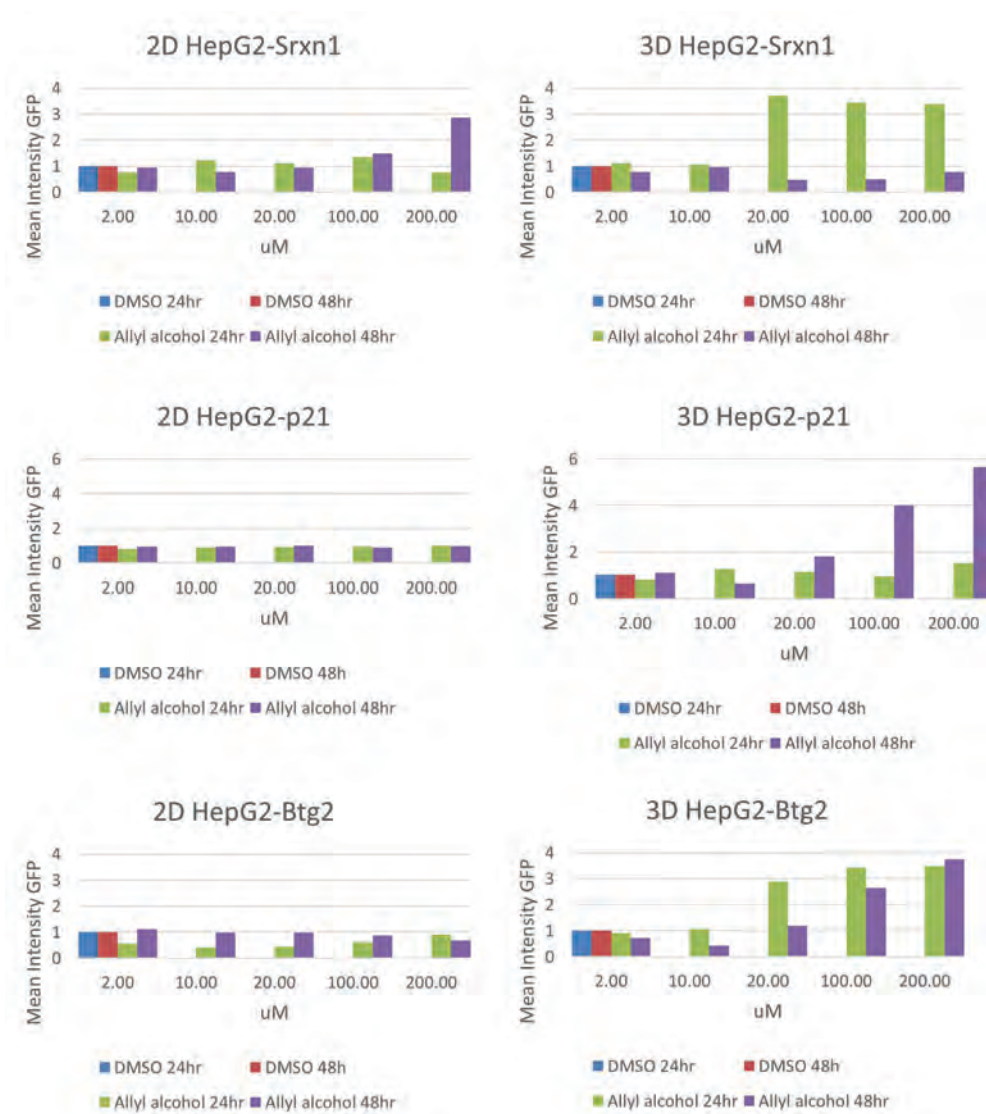 2D HepG2-Srxn1
Mean Intensity GFP
4
3
2
1
0
2.00 10.00 20.00 100.00 200.00
uM
DMSO 24hr DMSO 48hr
Allyl alcohol 24hr Allyl alcohol 48hr
3D HepG2-Srxn1
Mean Intensity GFP
4
3
2
1
0
2.00 10.00 20.00 100.00 200.00
uM
DMSO 24hr DMSO 48hr
Allyl alcohol 24hr Allyl alcohol 48hr
2D HepG2-p21
Mean Intensity GFP
6
4
2
0
2.00 10.00 20.00 100.00 200.00
uM
DMSO 24hr DMSO 48h
Allyl alcohol 24hr Allyl alcohol 48hr
3D HepG2-p21
Mean Intensity GFP
6
4
2
0
2.00 10.00 20.00 100.00 200.00
uM
DMSO 24hr DMSO 48h
Allyl alcohol 24hr Allyl alcohol 48hr
2D HepG2-Btg2
Mean Intensity GFP
4
3
2
1
0
2.00 10.00 20.00 100.00 200.00
uM
DMSO 24hr DMSO 48h
Allyl alcohol 24hr Allyl alcohol 48hr
3D HepG2-Btg2
Mean Intensity GFP
4
3
2
1
0
2.00 10.00 20.00 100.00 200.00
uM
DMSO 24hr DMSO 48h
Allyl alcohol 24hr Allyl alcohol 48hr